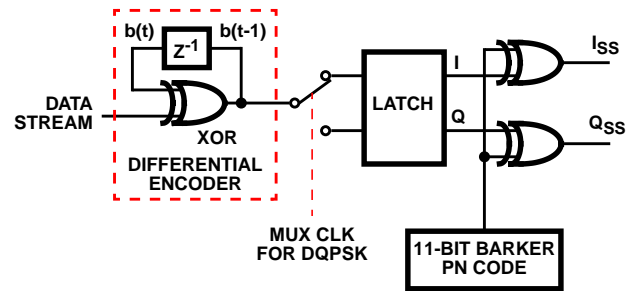 b(t)
b(t-1)
Z-1
DATA
STREAM
XOR
DIFFERENTIAL
ENCODER
MUX CLK
FOR DQPSK
LATCH
I
Q
ISS
QSS
11-BIT BARKER
PN CODE